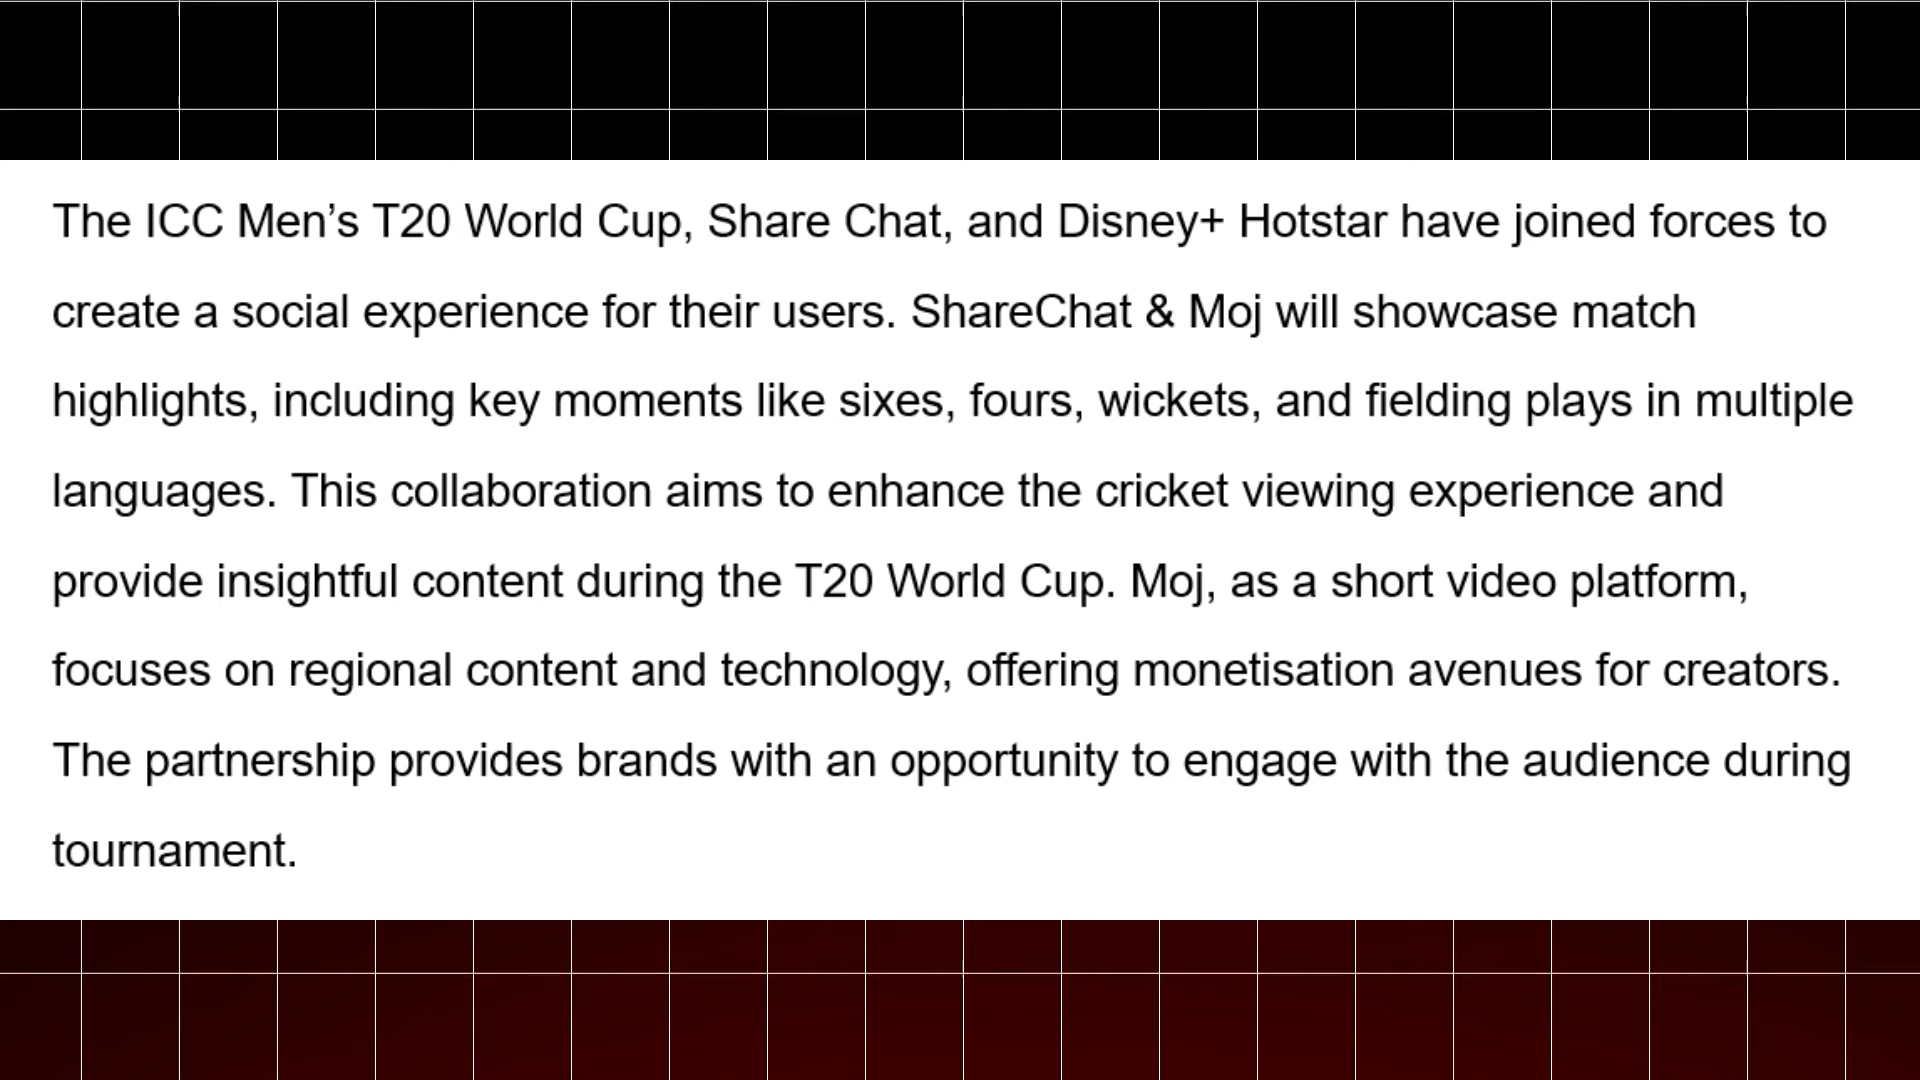 The ICC Men’s T20 World Cup, Share Chat, and Disney+ Hotstar have joined forces to
create a social experience for their users. ShareChat & Moj will showcase match
highlights, including key moments like sixes, fours, wickets, and fielding plays in multiple
languages. This collaboration aims to enhance the cricket viewing experience and
provide insightful content during the T20 World Cup. Moj, as a short video platform,
focuses on regional content and technology, offering monetisation avenues for creators.
The partnership provides brands with an opportunity to engage with the audience during
tournament.